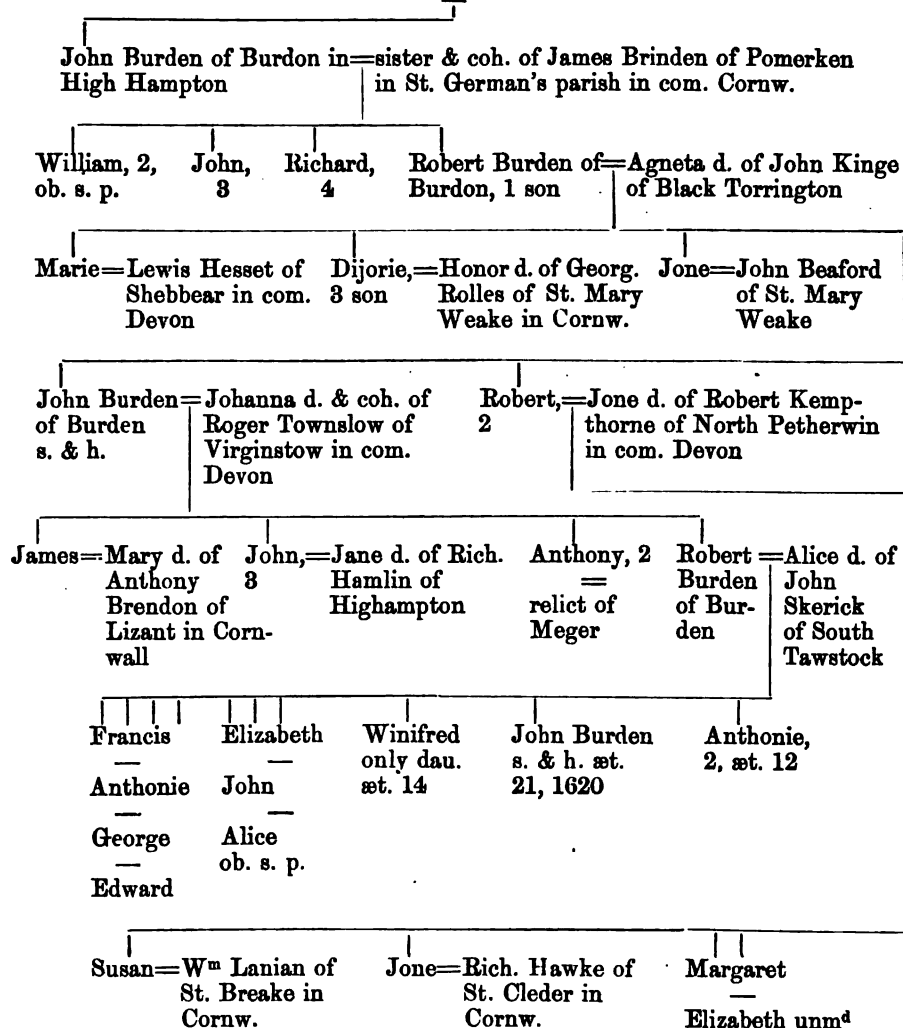 John Burden of Burdon in=sister & coh. of James Brinden of Pomerken
High Hampton in St. German's parish in com. Cornw.
William, 2, John, Richard, Robert Burden of=Agneta d. of John Kinge
ob. s. p. 3 4 Burdon, 1 son of Black Torrington
Marie=Lewis Hesset of Dijorie,=Honor d. of Georg. Jone=John Beaford
Shebbear in com. 3 son Rolles of St. Mary of St. Mary
Devon Weake in Cornw. Weake
John Burden=Johanna d. & coh. of Robert,=Jone d. of Robert Kemp-
of Burden Roger Townslow of 2 thorne of North Petherwin
s. & h. Virginstow in com. in com. Devon
Devon
James=Mary d. of John,=Jane d. of Rich. Anthony, 2 Robert=Alice d. of
Anthony 3 Hamlin of = Burden John
Brendon of Highampton relict of of Bur- Skerick
Lizant in Corn- Meger den of South
wall Tawstock
Francis Elizabeth Winifred John Burden Anthonie,
— — only dau. s. & h. æt. 2, æt. 12
Anthonie John æt. 14 21, 1620
— —
George Alice
— ob. s. p.
Edward
Susan=Wᵐ Lanian of Jone=Rich. Hawke of Margaret
St. Breake in St. Cleder in —
Cornw. Cornw. Elizabeth unmᵈ